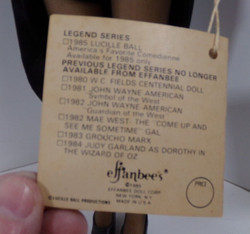 LEGEND SERIES
□ 1985 LUCILLE BALL
America's Favorite Comedienne
Available for 1985 only
PREVIOUS LEGEND SERIES NO LONGER
AVAILABLE FROM EFFANBEE
□ 1980 W.C. FIELDS CENTENNIAL DOLL
□ 1981 JOHN WAYNE-AMERICAN
Symbol of the West
□ 1982 JOHN WAYNE-AMERICAN
Guardian of the West
□ 1982 MAE WEST: THE "COME UP AND
SEE ME SOMETIME" GAL
□ 1983 GROUCHO MARX
□ 1984 JUDY GARLAND AS DOROTHY IN
THE WIZARD OF OZ
effanbee's
EFFANBEE DOLL CORP.
NEW YORK, N.Y.
MADE IN U.S.A.
BALL PRODUCTIONS